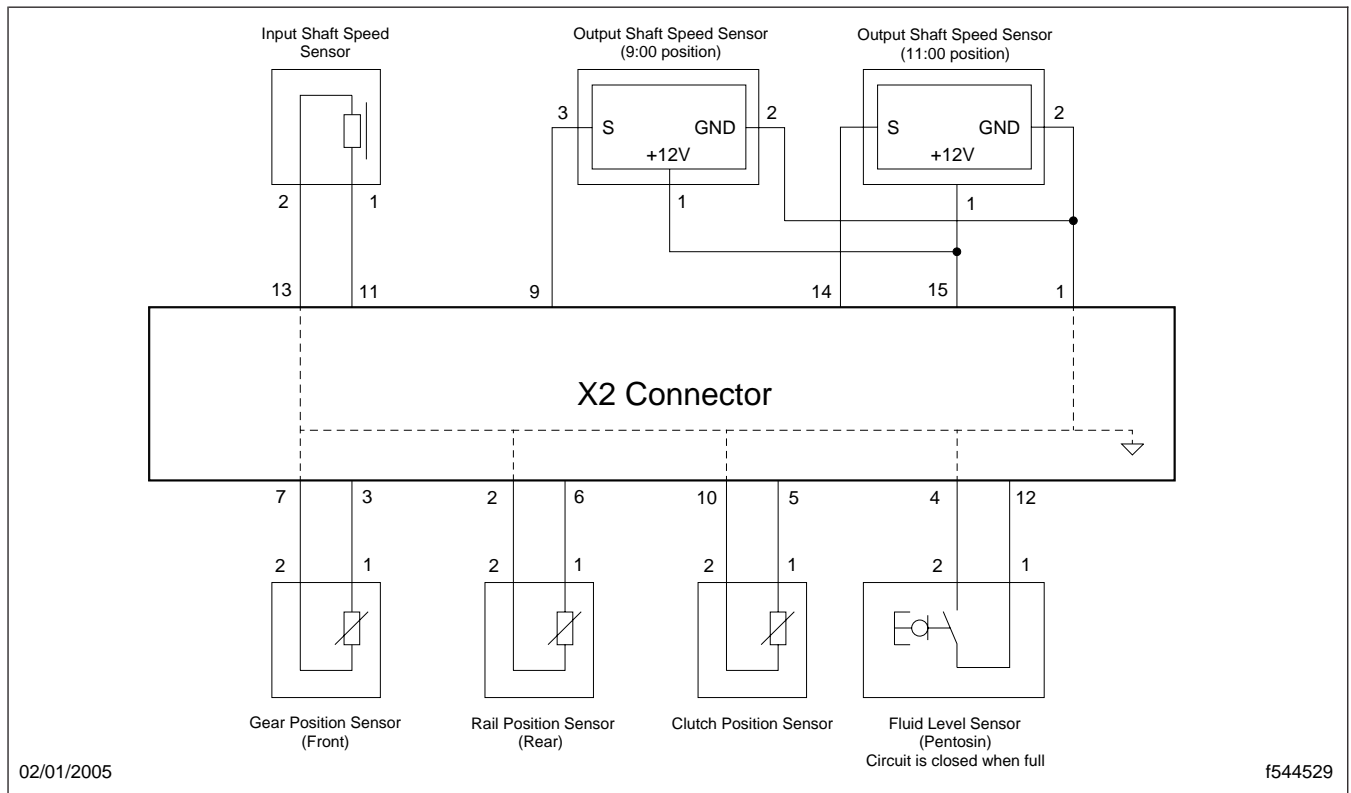 Input Shaft Speed
Sensor
Output Shaft Speed Sensor
(9:00 position)
Output Shaft Speed Sensor
(11:00 position)
3
S
GND
2
+12V
S
GND
2
+12V
2
1
1
1
13
11
9
14
15
1
X2 Connector
7
3
2
6
10
5
4
12
2
1
2
1
2
1
2
1
Gear Position Sensor
(Front)
Rail Position Sensor
(Rear)
Clutch Position Sensor
Fluid Level Sensor
(Pentosin)
Circuit is closed when full
02/01/2005
f544529